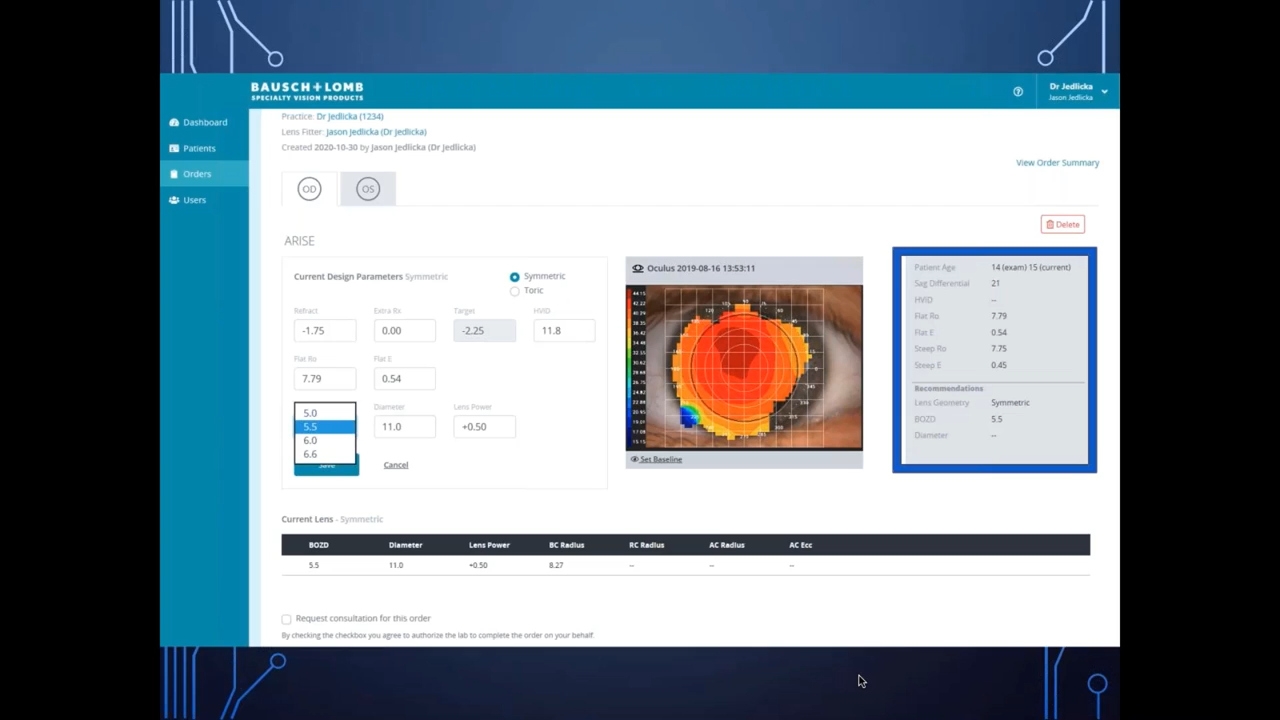 BAUSCH + LOMB
SPECIALTY VISION PRODUCTS
Dr Jedlicka
Jason Jedlicka
Dashboard
Patients
Orders
Users
Practice: Dr Jedlicka (1234)
Lens Fitter: Jason Jedlicka (Dr Jedlicka)
Created 2020-10-30 by Jason Jedlicka (Dr Jedlicka)
View Order Summary
OD OS
Delete
ARISE
Current Design Parameters Symmetric
Symmetric
Toric
Refract Extra Rx Target HVID
-1.75 0.00 -2.25 11.8
Flat Ro Flat E
7.79 0.54
Diameter Lens Power
5.0
5.5
6.0
6.6
11.0 +0.50
Save Cancel
Oculus 2019-08-16 13:53:11
Set Baseline
Patient Age 14 (exam) 15 (current)
Sag Differential 21
HVID --
Flat Ro 7.79
Flat E 0.54
Steep Ro 7.75
Steep E 0.45
Recommendations
Lens Geometry Symmetric
BOZD 5.5
Diameter --
Current Lens - Symmetric
BOZD Diameter Lens Power BC Radius RC Radius AC Radius AC Ecc
5.5 11.0 +0.50 8.27 -- -- --
Request consultation for this order
By checking the checkbox you agree to authorize the lab to complete the order on your behalf.